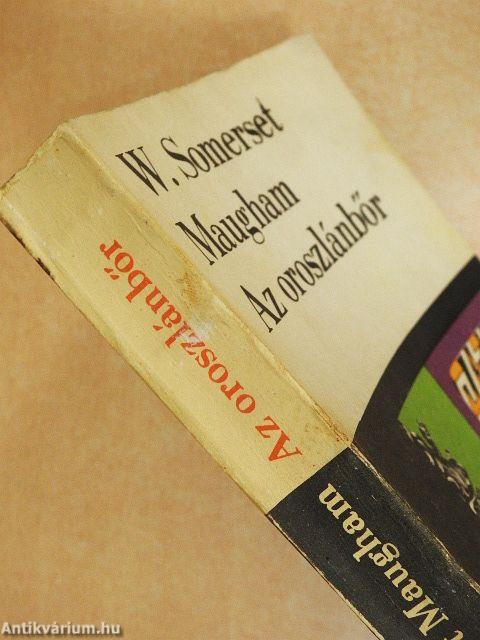 W. Somerset
Maugham
Az oroszlánbőr
Az oroszlánbőr
Maugham
Antikvárium.hu